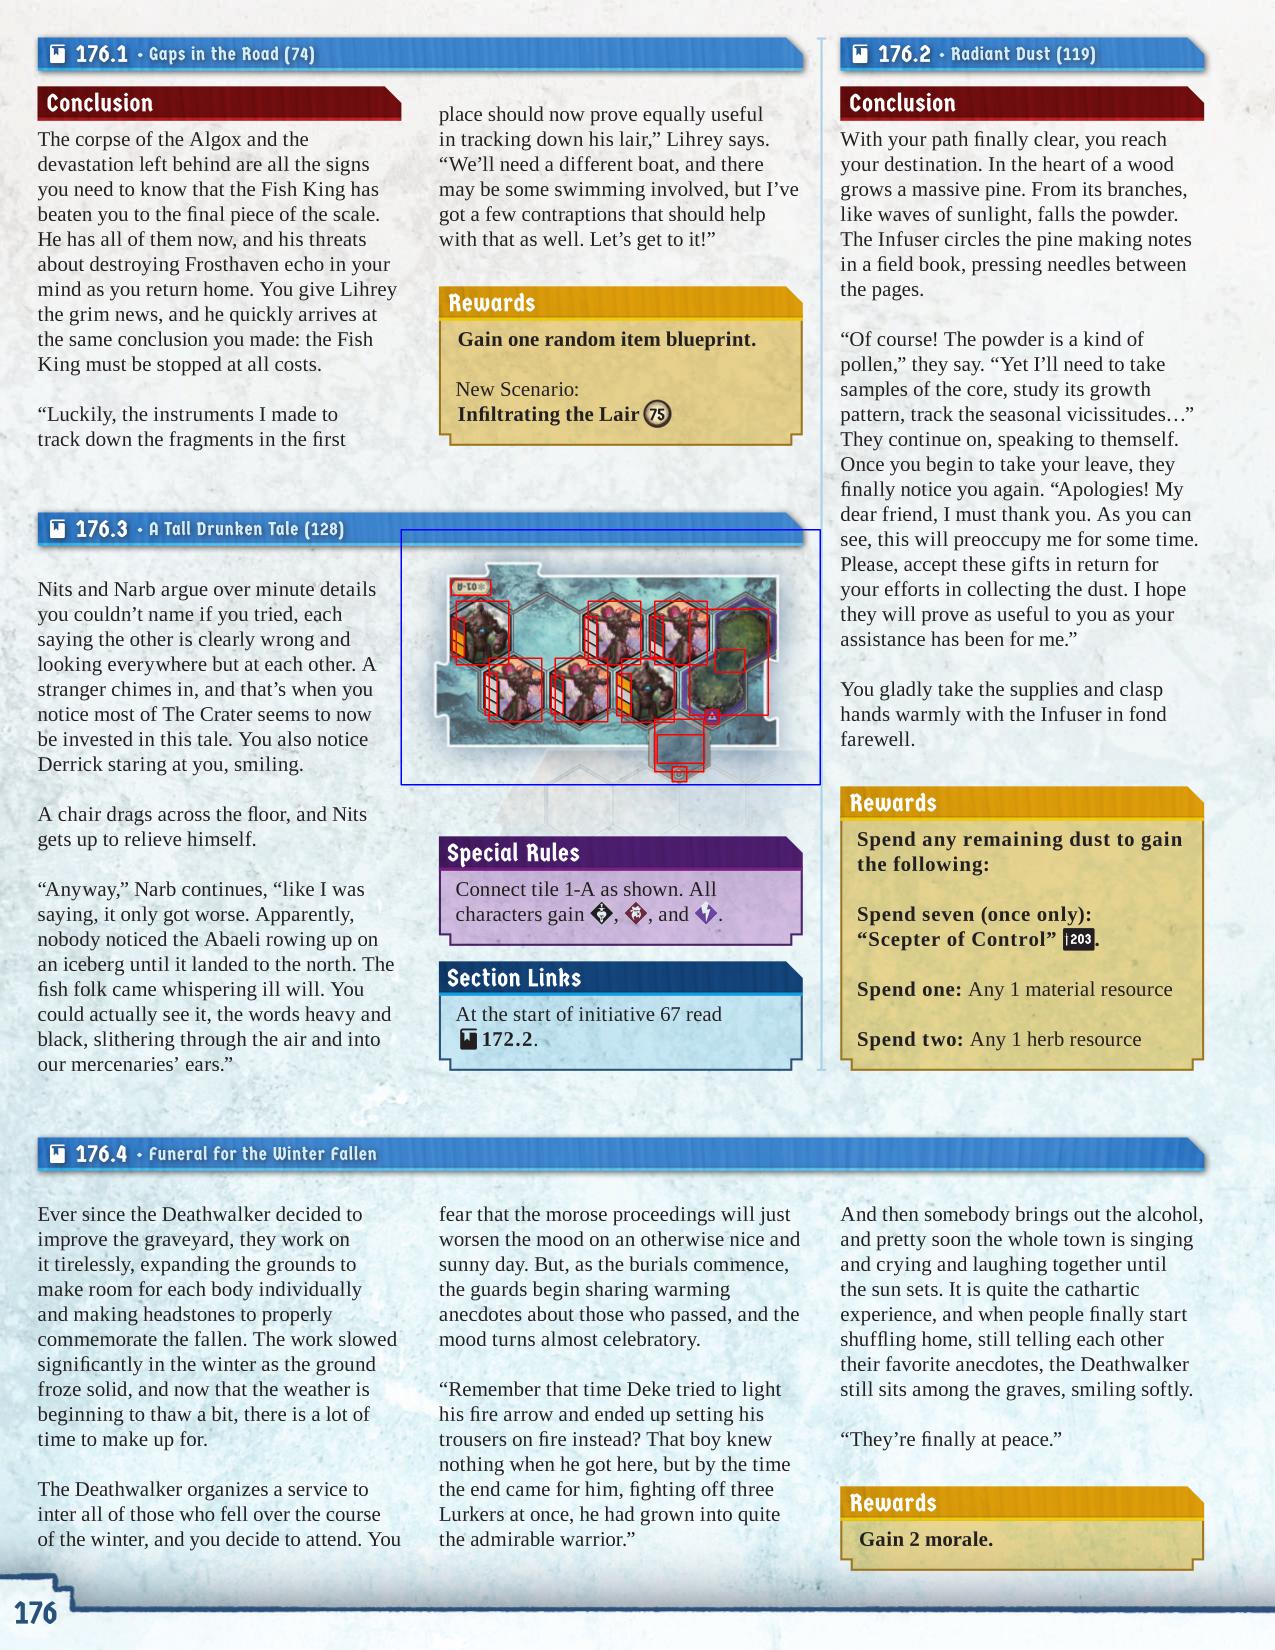 176.1 • Gaps in the Road (74)
Conclusion
The corpse of the Algox and the
devastation left behind are all the signs
you need to know that the Fish King has
beaten you to the final piece of the scale.
He has all of them now, and his threats
about destroying Frosthaven echo in your
mind as you return home. You give Lihrey
the grim news, and he quickly arrives at
the same conclusion you made: the Fish
King must be stopped at all costs.
“Luckily, the instruments I made to
track down the fragments in the first
place should now prove equally useful
in tracking down his lair,” Lihrey says.
“We’ll need a different boat, and there
may be some swimming involved, but I’ve
got a few contraptions that should help
with that as well. Let’s get to it!”
Rewards
Gain one random item blueprint.
New Scenario:
Infiltrating the Lair 75
176.2 • Radiant Dust (119)
Conclusion
With your path finally clear, you reach
your destination. In the heart of a wood
grows a massive pine. From its branches,
like waves of sunlight, falls the powder.
The Infuser circles the pine making notes
in a field book, pressing needles between
the pages.
“Of course! The powder is a kind of
pollen,” they say. “Yet I’ll need to take
samples of the core, study its growth
pattern, track the seasonal vicissitudes…”
They continue on, speaking to themself.
Once you begin to take your leave, they
finally notice you again. “Apologies! My
dear friend, I must thank you. As you can
see, this will preoccupy me for some time.
Please, accept these gifts in return for
your efforts in collecting the dust. I hope
they will prove as useful to you as your
assistance has been for me.”
You gladly take the supplies and clasp
hands warmly with the Infuser in fond
farewell.
Rewards
Spend any remaining dust to gain
the following:
Spend seven (once only):
“Scepter of Control” 203.
Spend one: Any 1 material resource
Spend two: Any 1 herb resource
176.3 • A Tall Drunken Tale (128)
Nits and Narb argue over minute details
you couldn’t name if you tried, each
saying the other is clearly wrong and
looking everywhere but at each other. A
stranger chimes in, and that’s when you
notice most of The Crater seems to now
be invested in this tale. You also notice
Derrick staring at you, smiling.
A chair drags across the floor, and Nits
gets up to relieve himself.
“Anyway,” Narb continues, “like I was
saying, it only got worse. Apparently,
nobody noticed the Abaeli rowing up on
an iceberg until it landed to the north. The
fish folk came whispering ill will. You
could actually see it, the words heavy and
black, slithering through the air and into
our mercenaries’ ears.”
01-A
Special Rules
Connect tile 1-A as shown. All
characters gain , , and .
Section Links
At the start of initiative 67 read
172.2.
176.4 • Funeral for the Winter Fallen
Ever since the Deathwalker decided to
improve the graveyard, they work on
it tirelessly, expanding the grounds to
make room for each body individually
and making headstones to properly
commemorate the fallen. The work slowed
significantly in the winter as the ground
froze solid, and now that the weather is
beginning to thaw a bit, there is a lot of
time to make up for.
The Deathwalker organizes a service to
inter all of those who fell over the course
of the winter, and you decide to attend. You
fear that the morose proceedings will just
worsen the mood on an otherwise nice and
sunny day. But, as the burials commence,
the guards begin sharing warming
anecdotes about those who passed, and the
mood turns almost celebratory.
“Remember that time Deke tried to light
his fire arrow and ended up setting his
trousers on fire instead? That boy knew
nothing when he got here, but by the time
the end came for him, fighting off three
Lurkers at once, he had grown into quite
the admirable warrior.”
And then somebody brings out the alcohol,
and pretty soon the whole town is singing
and crying and laughing together until
the sun sets. It is quite the cathartic
experience, and when people finally start
shuffling home, still telling each other
their favorite anecdotes, the Deathwalker
still sits among the graves, smiling softly.
“They’re finally at peace.”
Rewards
Gain 2 morale.
176